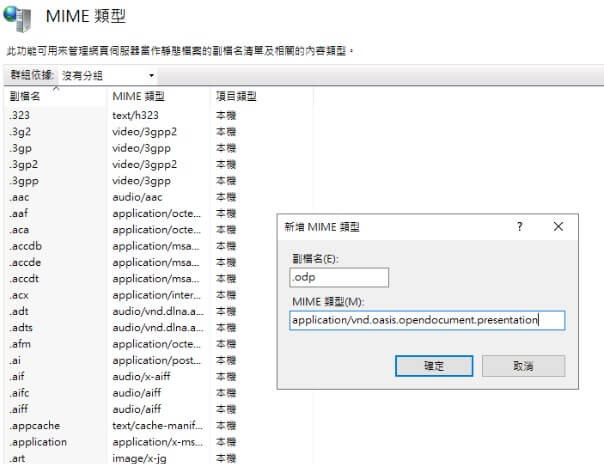 MIME 類型
此功能可用來管理網頁伺服器當作靜態檔案的副檔名清單及相關的內容類型。
群組依據: 沒有分組
副檔名 MIME 類型 項目類型
.323 text/h323 本機
.3g2 video/3gpp2 本機
.3gp video/3gpp 本機
.3gp2 video/3gpp2 本機
.3gpp video/3gpp 本機
.aac audio/aac 本機
.aaf application/octe... 本機
.aca application/octe... 本機
.accdb application/msa... 本機
.accde application/msa... 本機
.accdt application/msa... 本機
.acx application/inter... 本機
.adt audio/vnd.dlna.a... 本機
.adts audio/vnd.dlna.a... 本機
.afm application/octe... 本機
.ai application/post... 本機
.aif audio/x-aiff 本機
.aifc audio/aiff 本機
.aiff audio/aiff 本機
.appcache text/cache-manif... 本機
.application application/x-ms... 本機
.art image/x-jg 本機
新增 MIME 類型
副檔名(E):
.odp
MIME 類型(M):
application/vnd.oasis.opendocument.presentation
確定 取消